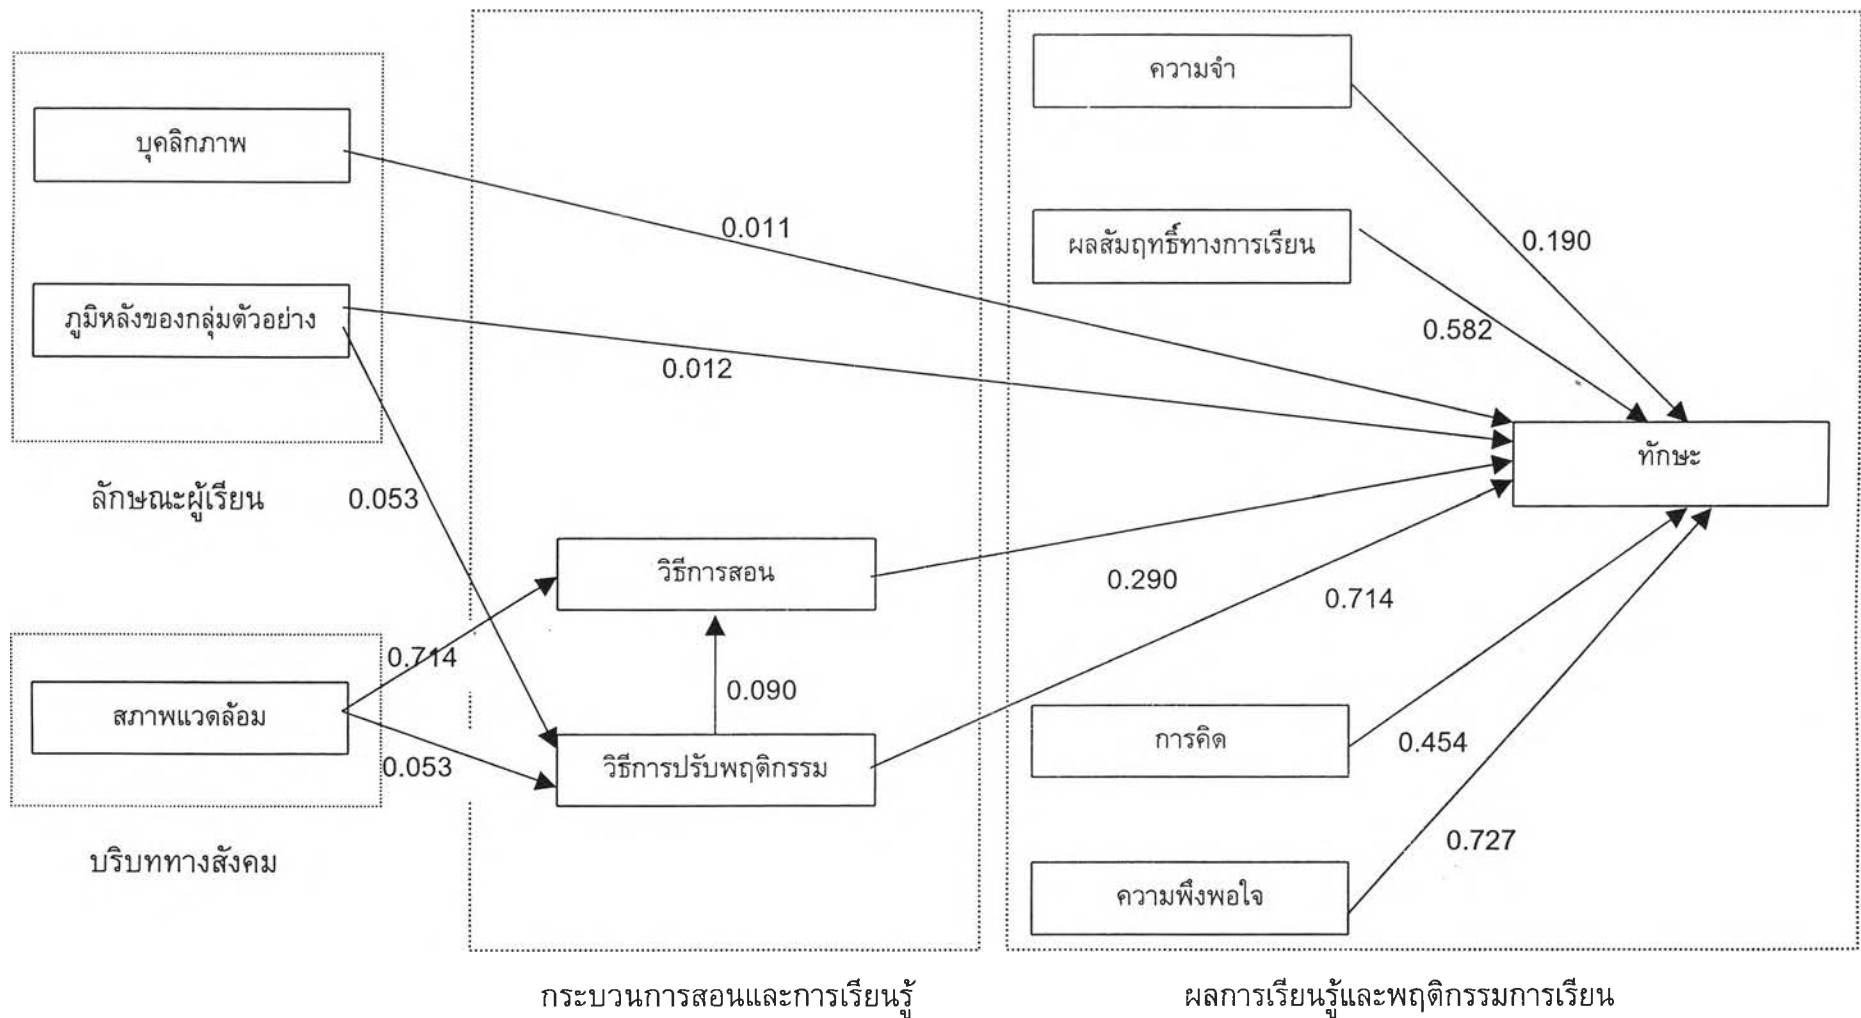 ความจำ
บุคลิกภาพ
0.011
ผลสัมฤทธิ์ทางการเรียน
0.190
ภูมิหลังของกลุ่มตัวอย่าง
0.582
0.012
ทักษะ
ลักษณะผู้เรียน
0.053
วิธีการสอน
0.290
0.714
0.714
0.090
สภาพแวดล้อม
การคิด
0.454
0.053
วิธีการปรับพฤติกรรม
0.727
บริบททางสังคม
ความพึงพอใจ
กระบวนการสอนและการเรียนรู้
ผลการเรียนรู้และพฤติกรรมการเรียน